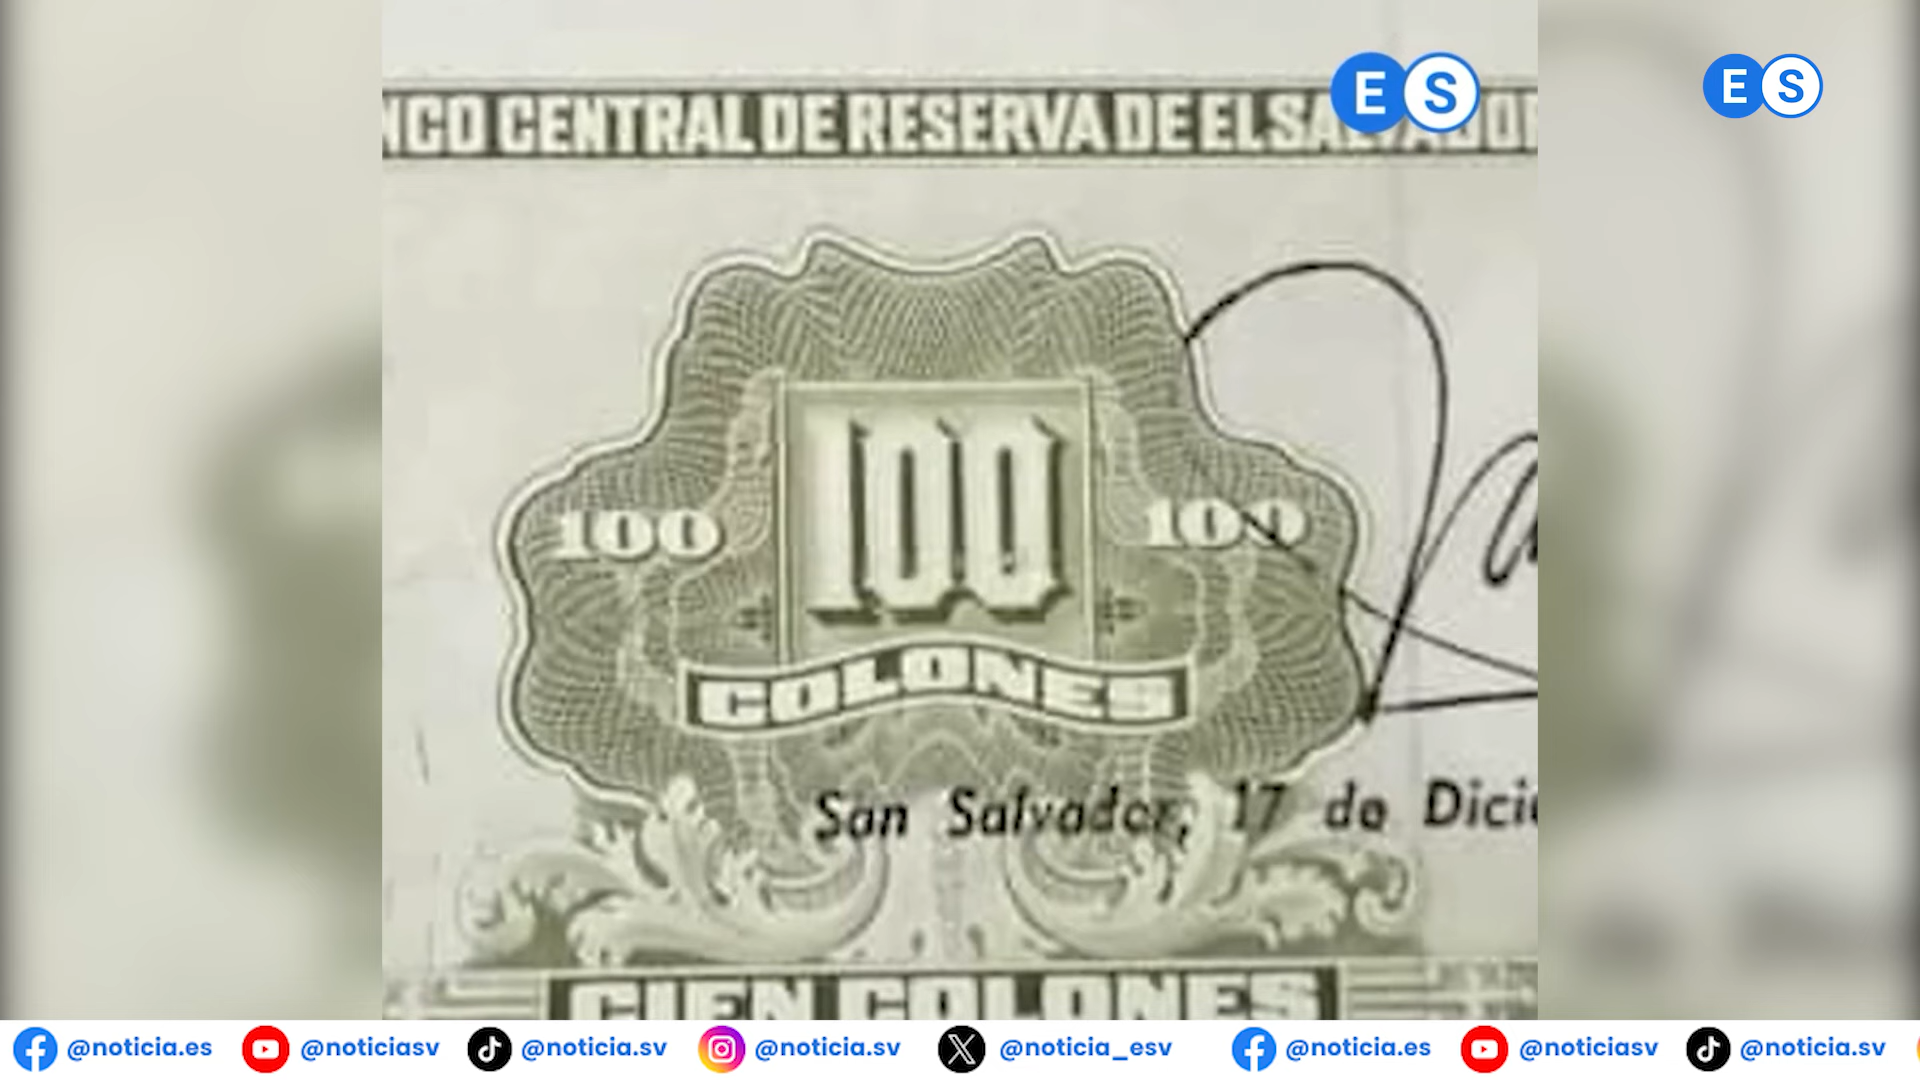 NCO CENTRAL DE RESERVA DE EL SALVADOR
ES
ES
100
100
100
COLONES
San Salvador, 17 de Dici
CIEN COLONES
@noticia.es @noticiasv @noticia.sv @noticia.sv @noticia_esv @noticia.es @noticiasv @noticia.sv